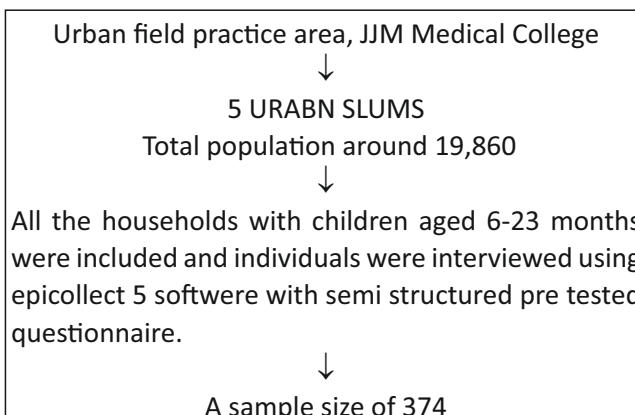 Urban field practice area, JJM Medical College
↓
5 URABN SLUMS
Total population around 19,860
↓
All the households with children aged 6-23 months
were included and individuals were interviewed using
epicollect 5 softwere with semi structured pre tested
questionnaire.
↓
A sample size of 374